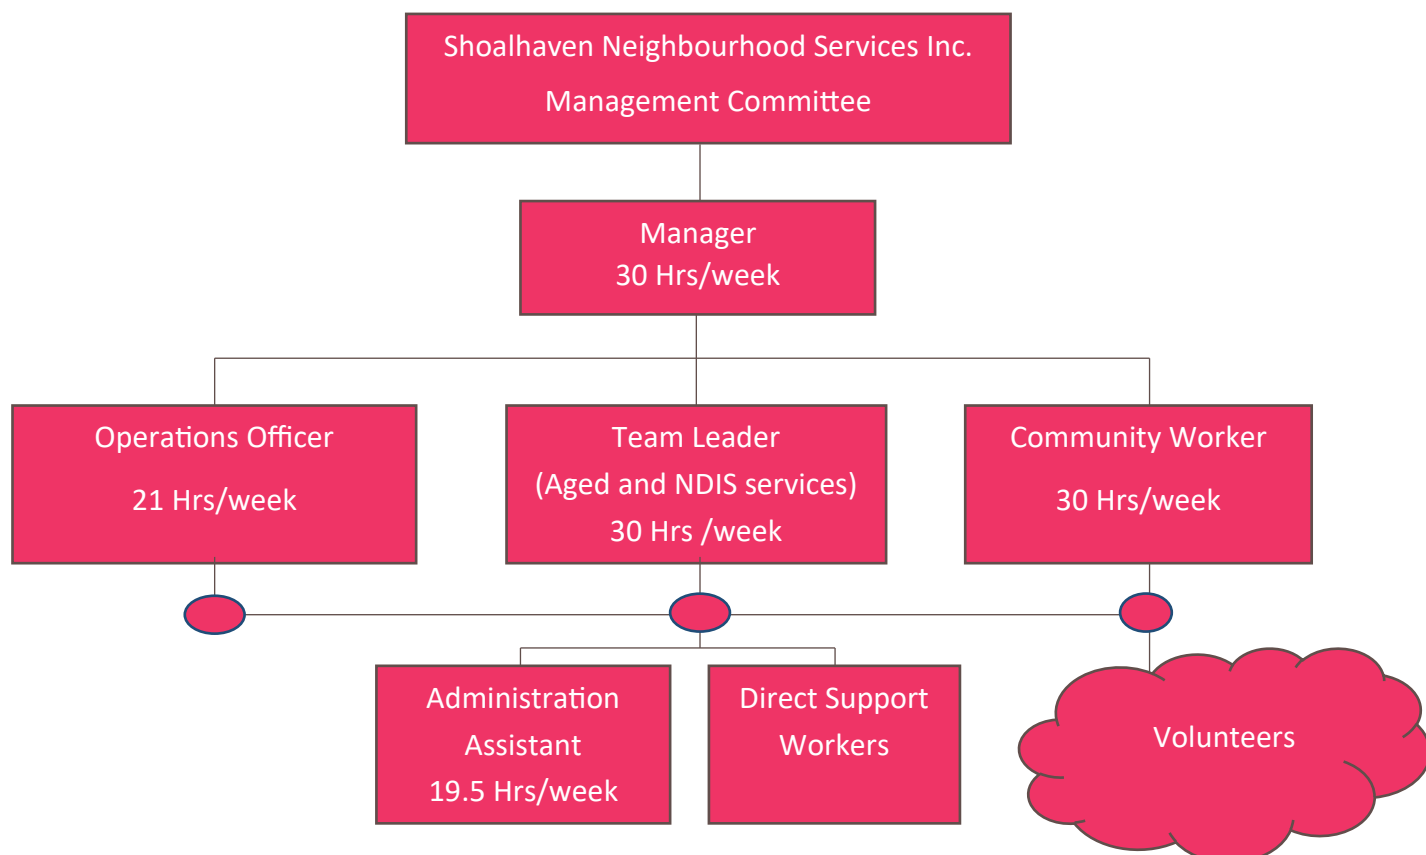 Shoalhaven Neighbourhood Services Inc.
Management Committee
Manager
30 Hrs/week
Operations Officer
21 Hrs/week
Team Leader
(Aged and NDIS services)
30 Hrs /week
Community Worker
30 Hrs/week
Administration
Assistant
19.5 Hrs/week
Direct Support
Workers
Volunteers